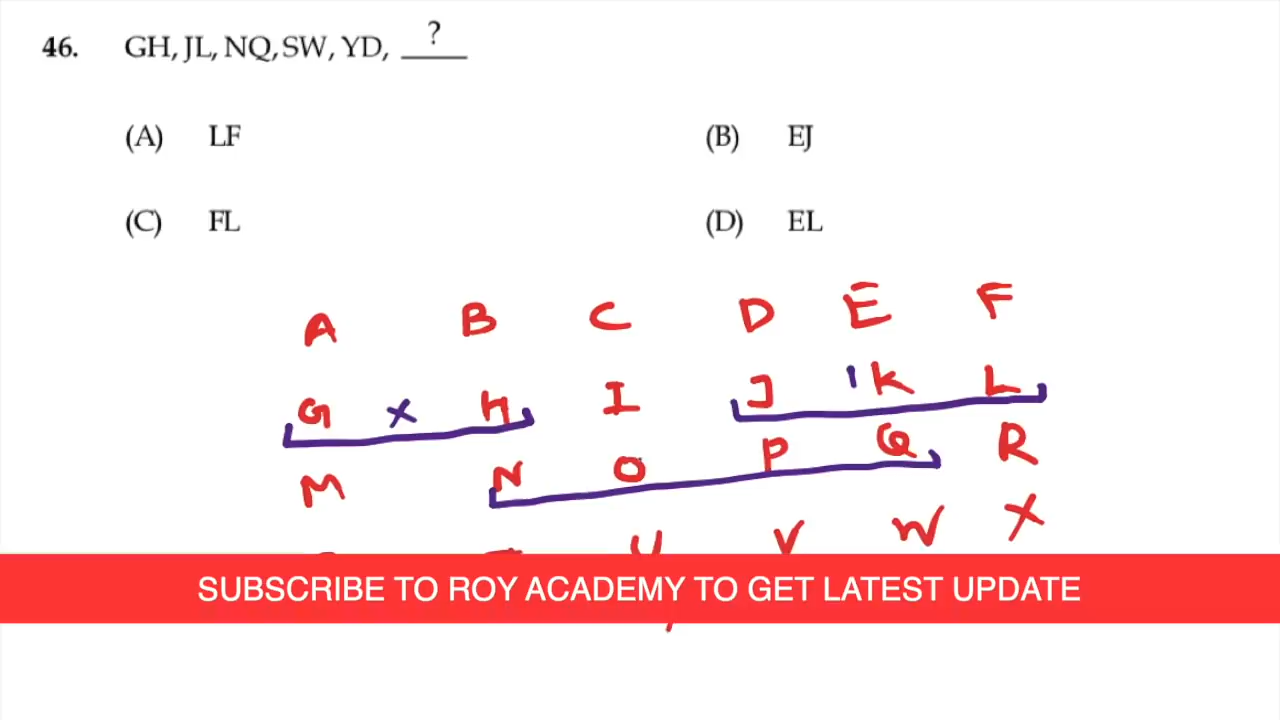 46. GH, JL, NQ, SW, YD, ?
(A) LF (B) EJ
(C) FL (D) EL
A B C D E F
G X H I J I K L
M N O P Q R
U V W X
SUBSCRIBE TO ROY ACADEMY TO GET LATEST UPDATE